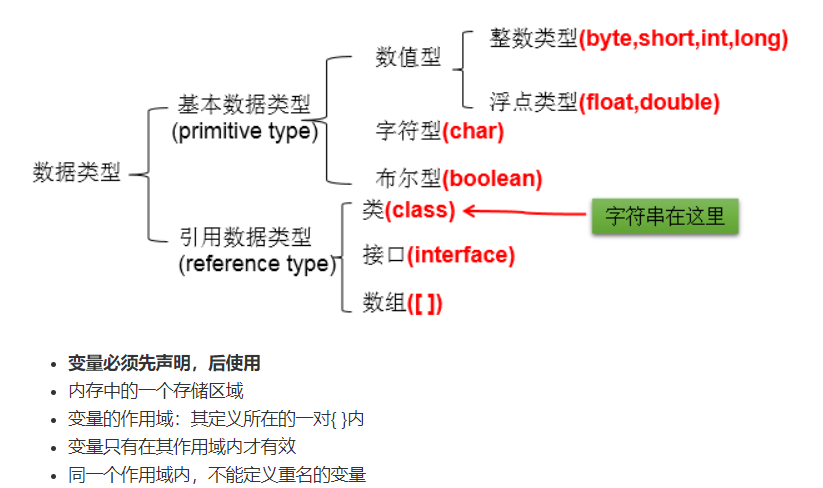 数据类型
基本数据类型
(primitive type)
数值型
整数类型(byte,short,int,long)
浮点类型(float,double)
字符型(char)
布尔型(boolean)
引用数据类型
(reference type)
类(class)
字符串在这里
接口(interface)
数组([ ])
变量必须先声明，后使用
内存中的一个存储区域
变量的作用域：其定义所在的一对{ }内
变量只有在其作用域内才有效
同一个作用域内，不能定义重名的变量